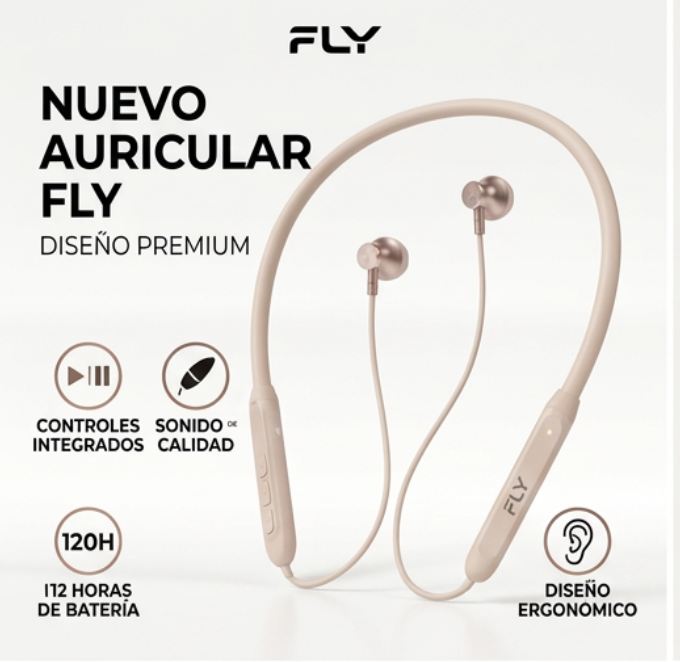 FLY
NUEVO
AURICULAR
FLY
DISEÑO PREMIUM
CONTROLES
INTEGRADOS
SONIDO DE
CALIDAD
120H
112 HORAS
DE BATERÍA
FLY
DISEÑO
ERGONÓMICO